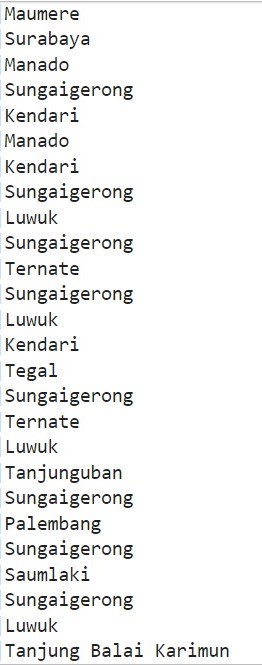 Maumere
Surabaya
Manado
Sungaigerong
Kendari
Manado
Kendari
Sungaigerong
Luwuk
Sungaigerong
Ternate
Sungaigerong
Luwuk
Kendari
Tegal
Sungaigerong
Ternate
Luwuk
Tanjunguban
Sungaigerong
Palembang
Sungaigerong
Saumlaki
Sungaigerong
Luwuk
Tanjung Balai Karimun